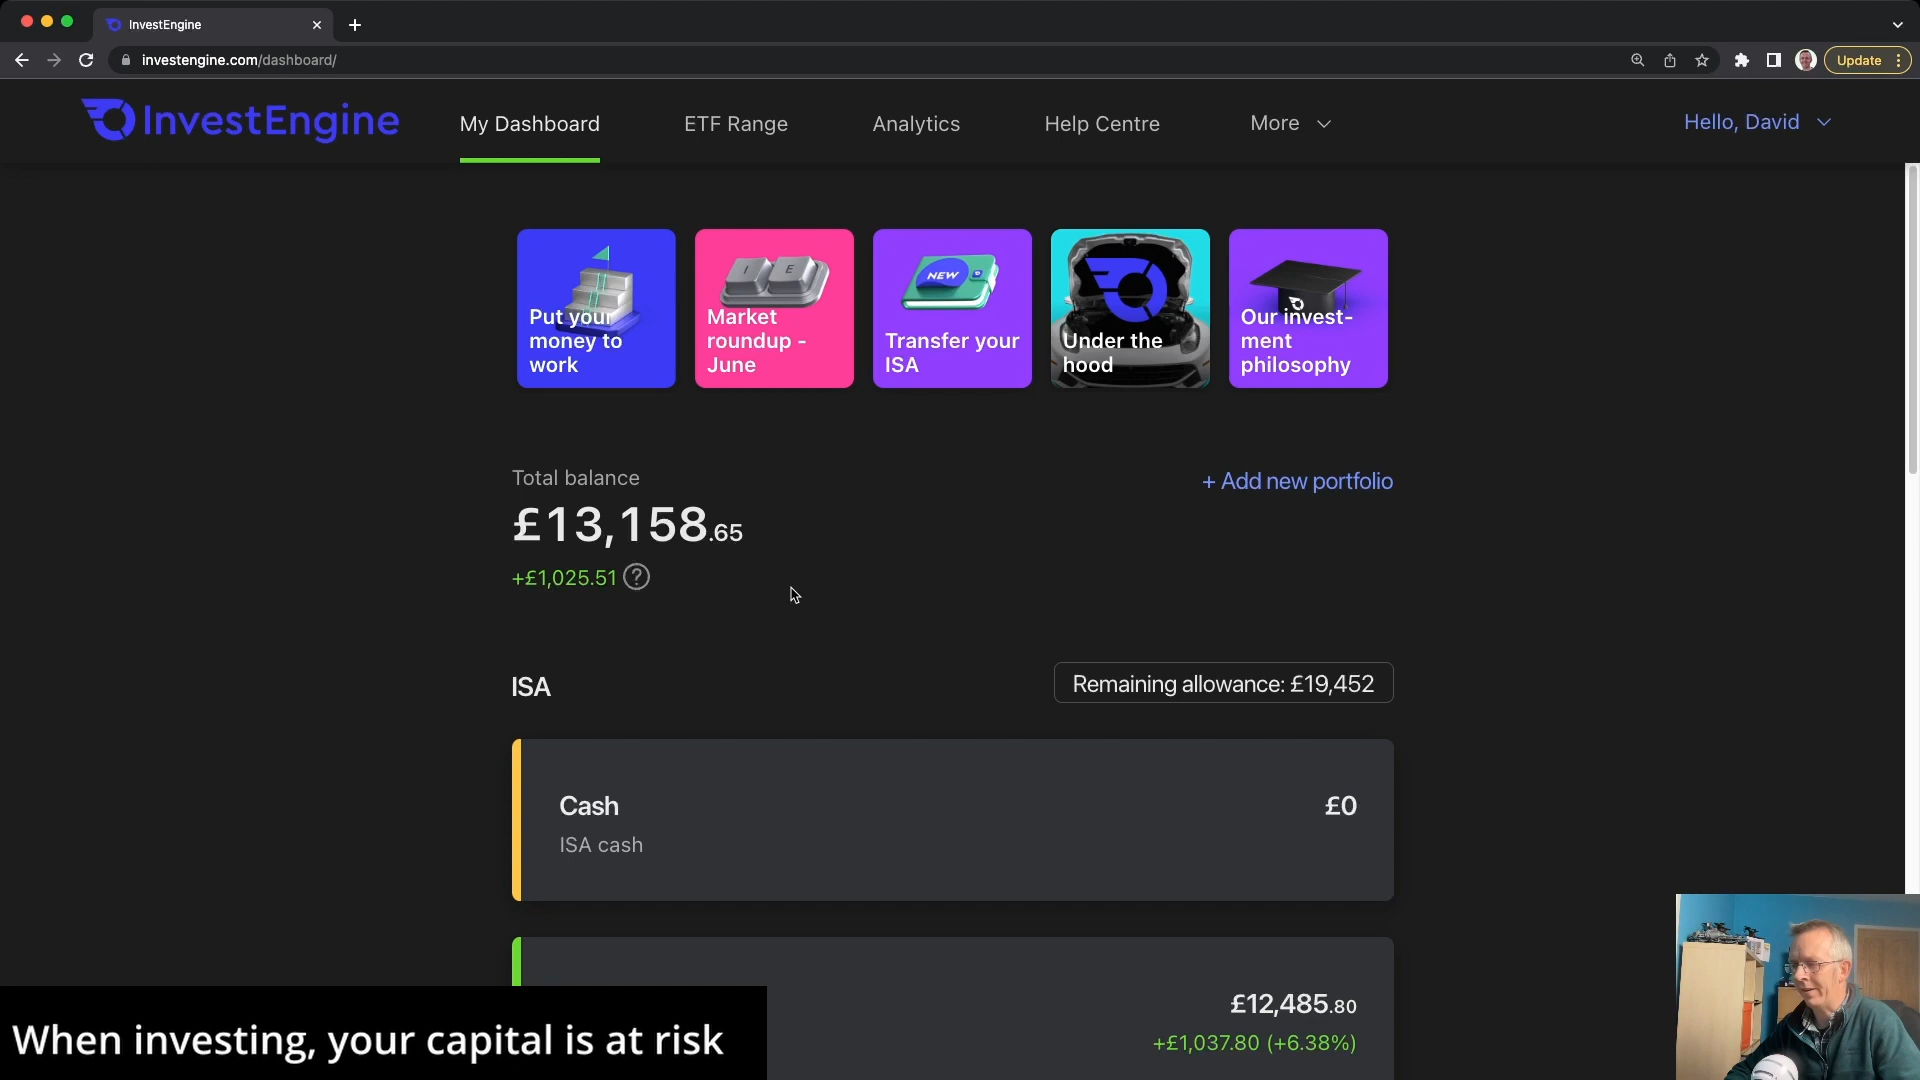 InvestEngine
investengine.com/dashboard/
Update
InvestEngine
My Dashboard
ETF Range
Analytics
Help Centre
More
Hello, David
Put your
money to
work
I E
Market
roundup -
June
NEW
Transfer your
ISA
Under the
hood
Our invest-
ment
philosophy
Total balance
+ Add new portfolio
£13,158.65
+£1,025.51 ?
ISA
Remaining allowance: £19,452
Cash
£0
ISA cash
£12,485.80
+£1,037.80 (+6.38%)
When investing, your capital is at risk